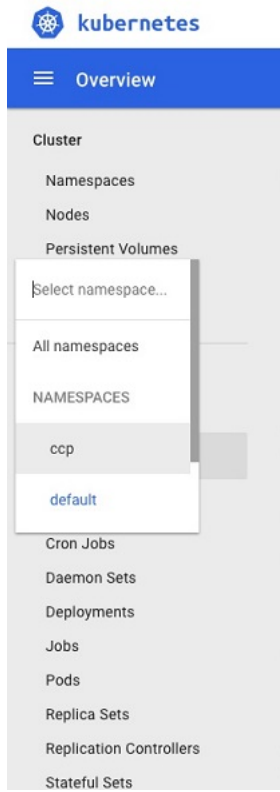 kubernetes
Overview
Cluster
Namespaces
Nodes
Persistent Volumes
Select namespace...
All namespaces
NAMESPACES
ccp
default
Cron Jobs
Daemon Sets
Deployments
Jobs
Pods
Replica Sets
Replication Controllers
Stateful Sets